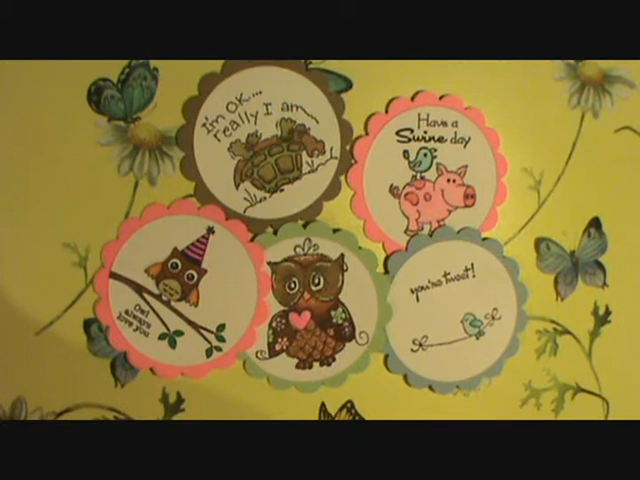 I'm OK...
really I am
Have a
Swine day
Owl
always
love you
you're tweet!